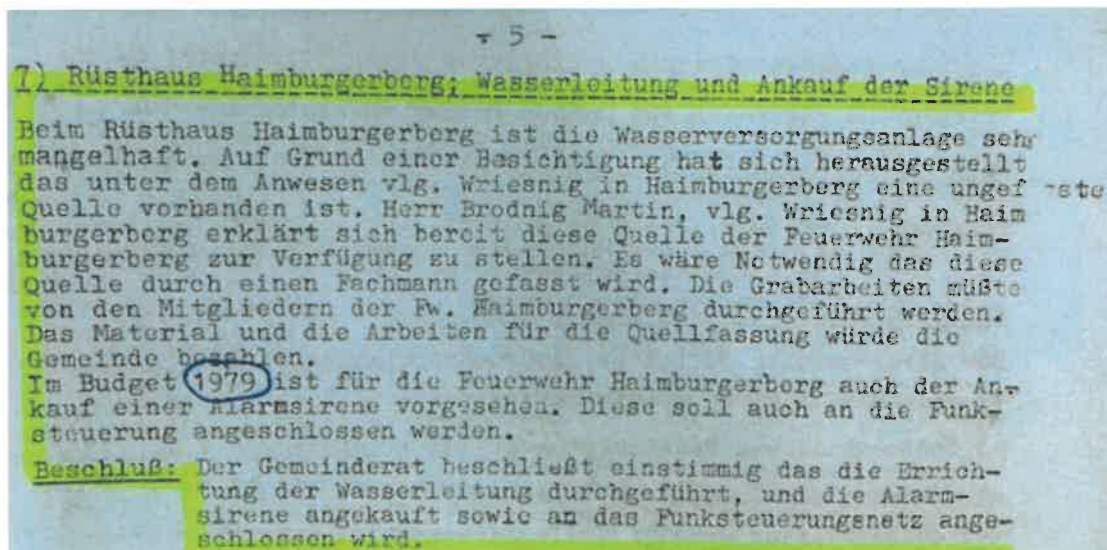 - 5 -
7) Rüsthaus Haimburgerberg; Wasserleitung und Ankauf der Sirene
Beim Rüsthaus Haimburgerberg ist die Wasserversorgungsanlage sehr
mangelhaft. Auf Grund einer Besichtigung hat sich herausgestellt
das unter dem Anwesen vlg. Wriesnig in Haimburgerberg eine ungef ste
Quelle vorhanden ist. Herr Brodnig Martin, vlg. Wriesnig in Haim
burgerberg erklärt sich bereit diese Quelle der Feuerwehr Haim-
burgerberg zur Verfügung zu stellen. Es wäre Notwendig das diese
Quelle durch einen Fachmann gefasst wird. Die Grabarbeiten müßte
von den Mitgliedern der Fw. Haimburgerberg durchgeführt werden.
Das Material und die Arbeiten für die Quellfassung würde die
Gemeinde bezahlen.
Im Budget 1979 ist für die Feuerwehr Haimburgerberg auch der An-
kauf einer Alarmsirene vorgesehen. Diese soll auch an die Funk-
steuerung angeschlossen werden.
Beschluß: Der Gemeinderat beschließt einstimmig das die Errich-
tung der Wasserleitung durchgeführt, und die Alarm-
sirene angekauft sowie an das Funksteuerungsnetz ange-
schlossen wird.